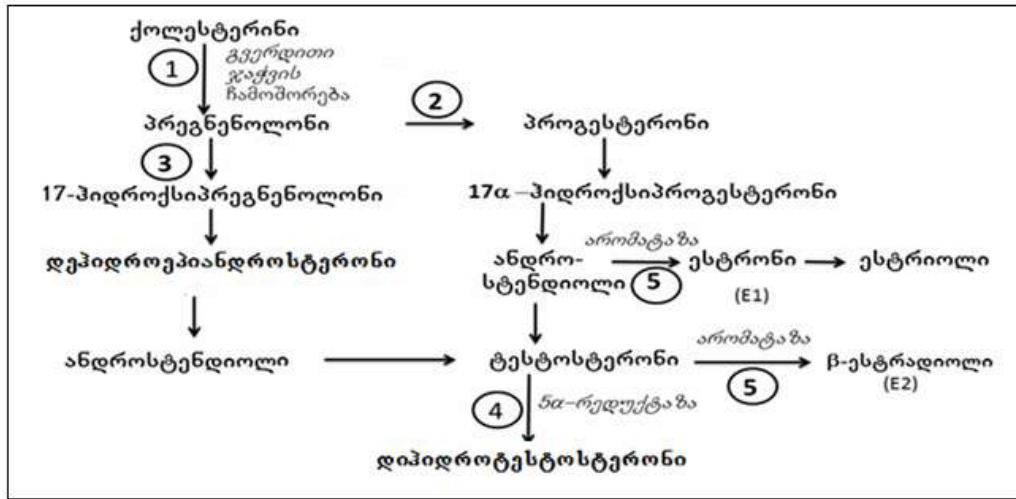 ქოლესტერინი
1
გვერდითი
ჯაჭვის
ჩამოშორება
2
პრეგნენოლონი
პროგესტერონი
3
17-ჰიდროქსიპრეგნენოლონი
17α –ჰიდროქსიპროგესტერონი
დეჰიდროეპიანდროსტერონი
ანდრო-
სტენდიოლი
არომატაზა
5
ესტრონი
(E1)
ესტრიოლი
ანდროსტენდიოლი
ტესტოსტერონი
არომატაზა
5
β-ესტრადიოლი
(E2)
4
5α–რედუქტაზა
დიჰიდროტესტოსტერონი